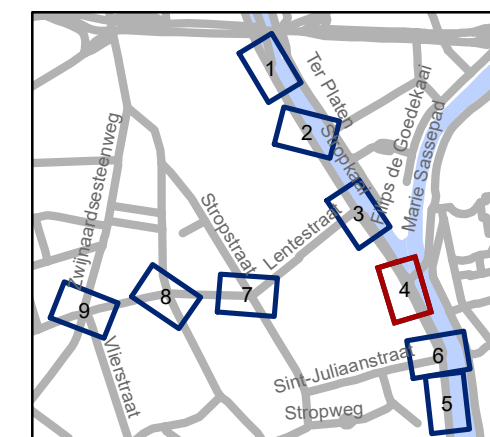 1
Ter Platen
2
Stropkaai
Filips de Goedekaai
Marie Sassepad
3
Zwijnaardsesteenweg
Stropstraat
Lentestraat
4
7
8
9
Vlierstraat
6
Sint-Juliaanstraat
5
Stropweg